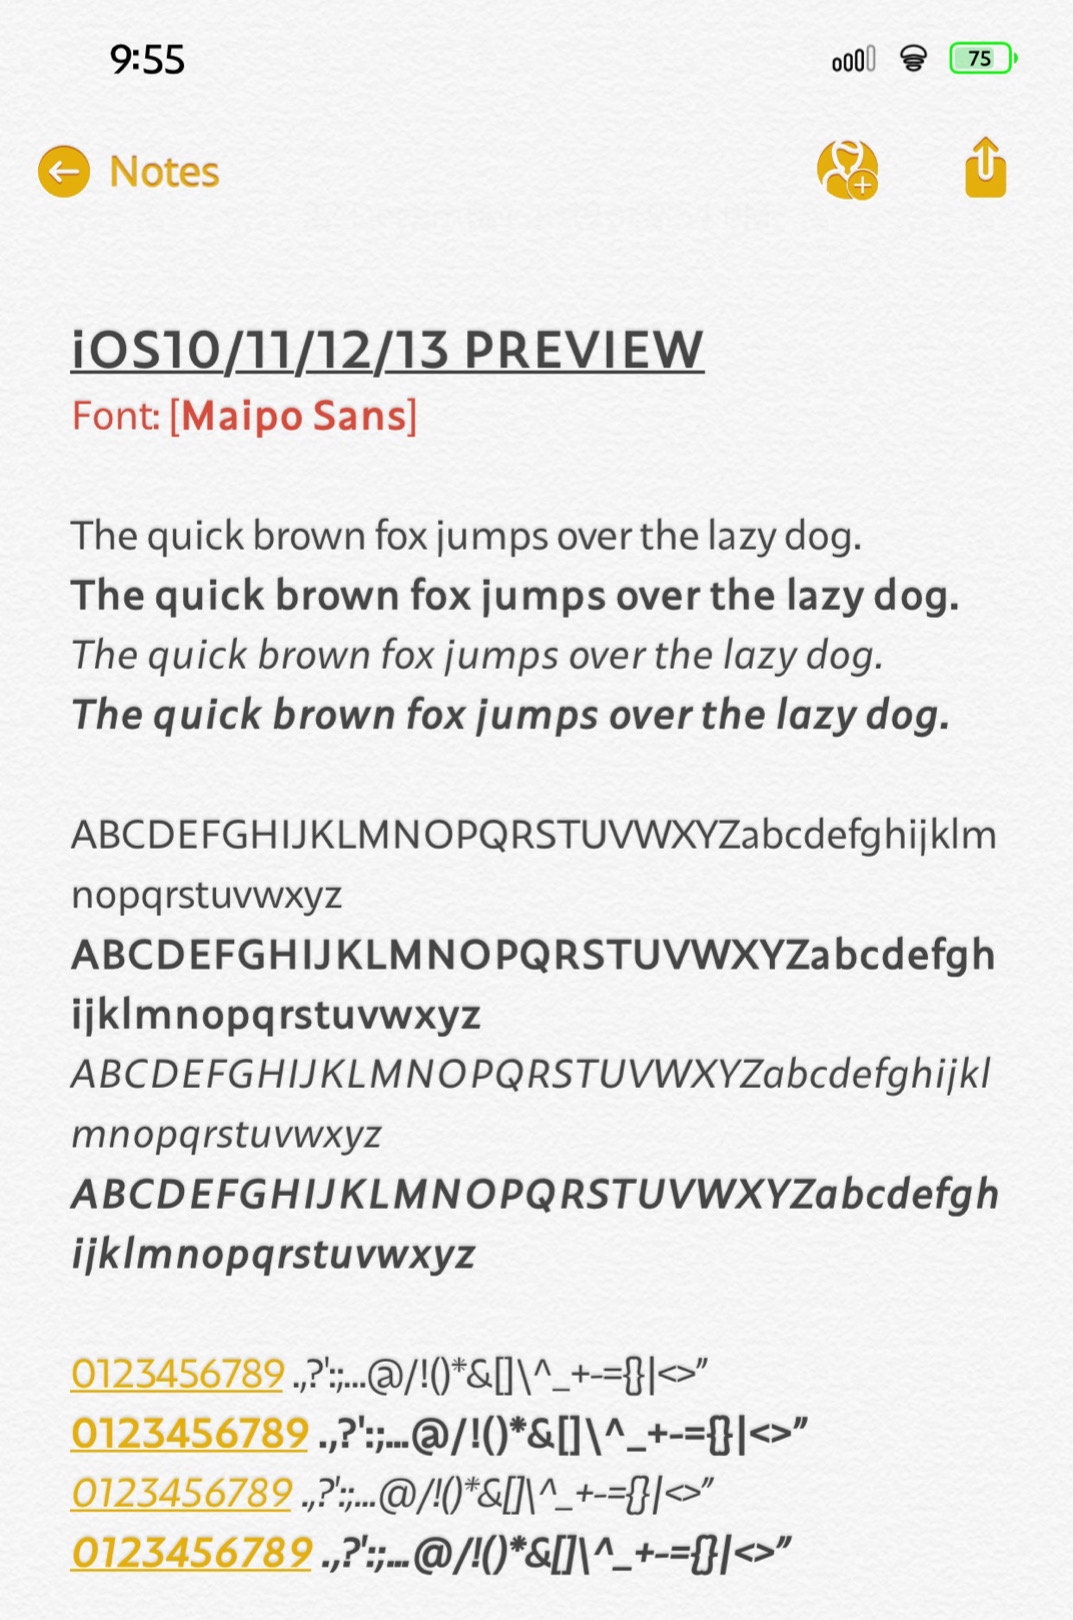 9:55
75
Notes
iOS10/11/12/13 PREVIEW
Font: [Maipo Sans]
The quick brown fox jumps over the lazy dog.
The quick brown fox jumps over the lazy dog.
The quick brown fox jumps over the lazy dog.
The quick brown fox jumps over the lazy dog.
ABCDEFGHIJKLMNOPQRSTUVWXYZabcdefghijklm
nopqrstuvwxyz
ABCDEFGHIJKLMNOPQRSTUVWXYZabcdefgh
ijklmnopqrstuvwxyz
ABCDEFGHIJKLMNOPQRSTUVWXYZabcdefghijkl
mnopqrstuvwxyz
ABCDEFGHIJKLMNOPQRSTUVWXYZabcdefgh
ijklmnopqrstuvwxyz
0123456789 .,?':;...@/!()*&[]\^_+-={}|<>”
0123456789 .,?':;...@/!()*&[]\^_+-={}|<>”
0123456789 .,?':;...@/!()*&[]\^_+-={}|<>”
0123456789 .,?':;...@/!()*&[]\^_+-={}|<>”